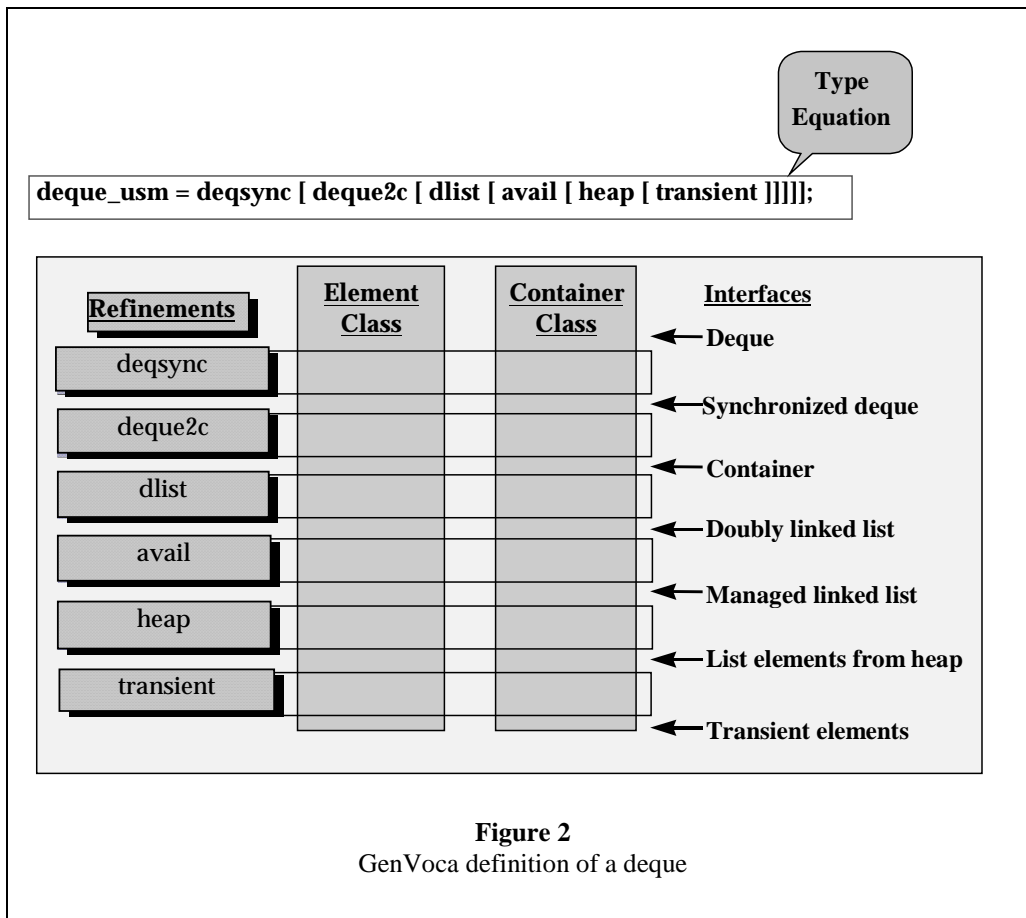 Type
Equation
deque_usm = deqsync [ deque2c [ dlist [ avail [ heap [ transient ]]]]];
Refinements
Element
Class
Container
Class
Interfaces
Deque
deqsync
Synchronized deque
deque2c
Container
dlist
Doubly linked list
avail
Managed linked list
heap
List elements from heap
transient
Transient elements
Figure 2
GenVoca definition of a deque